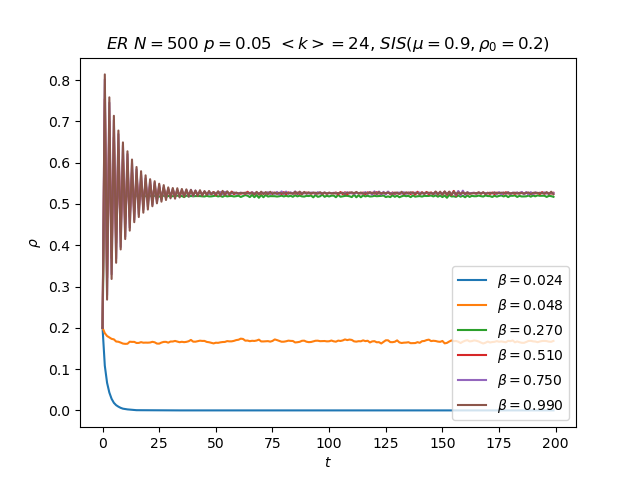 ER N = 500 p = 0.05 < k >= 24, SIS(μ = 0.9, ρ₀ = 0.2)
0.8
0.7
0.6
0.5
0.4
0.3
0.2
0.1
0.0
ρ
β = 0.024
β = 0.048
β = 0.270
β = 0.510
β = 0.750
β = 0.990
0 25 50 75 100 125 150 175 200
t